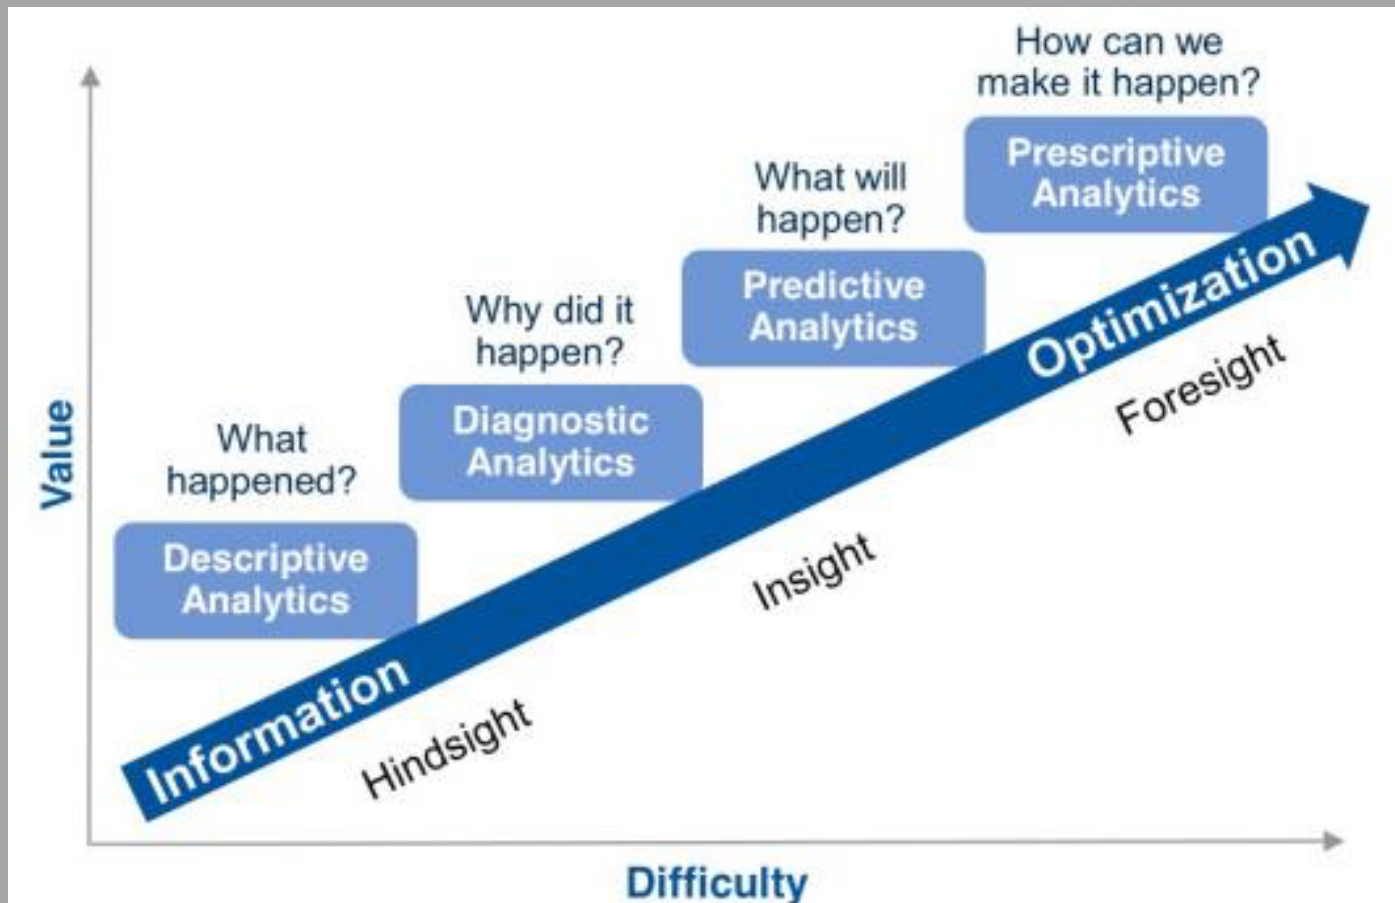 How can we
make it happen?
Prescriptive
Analytics
What will
happen?
Predictive
Analytics
Why did it
happen?
Diagnostic
Analytics
What
happened?
Descriptive
Analytics
Value
Information
Optimization
Hindsight
Insight
Foresight
Difficulty